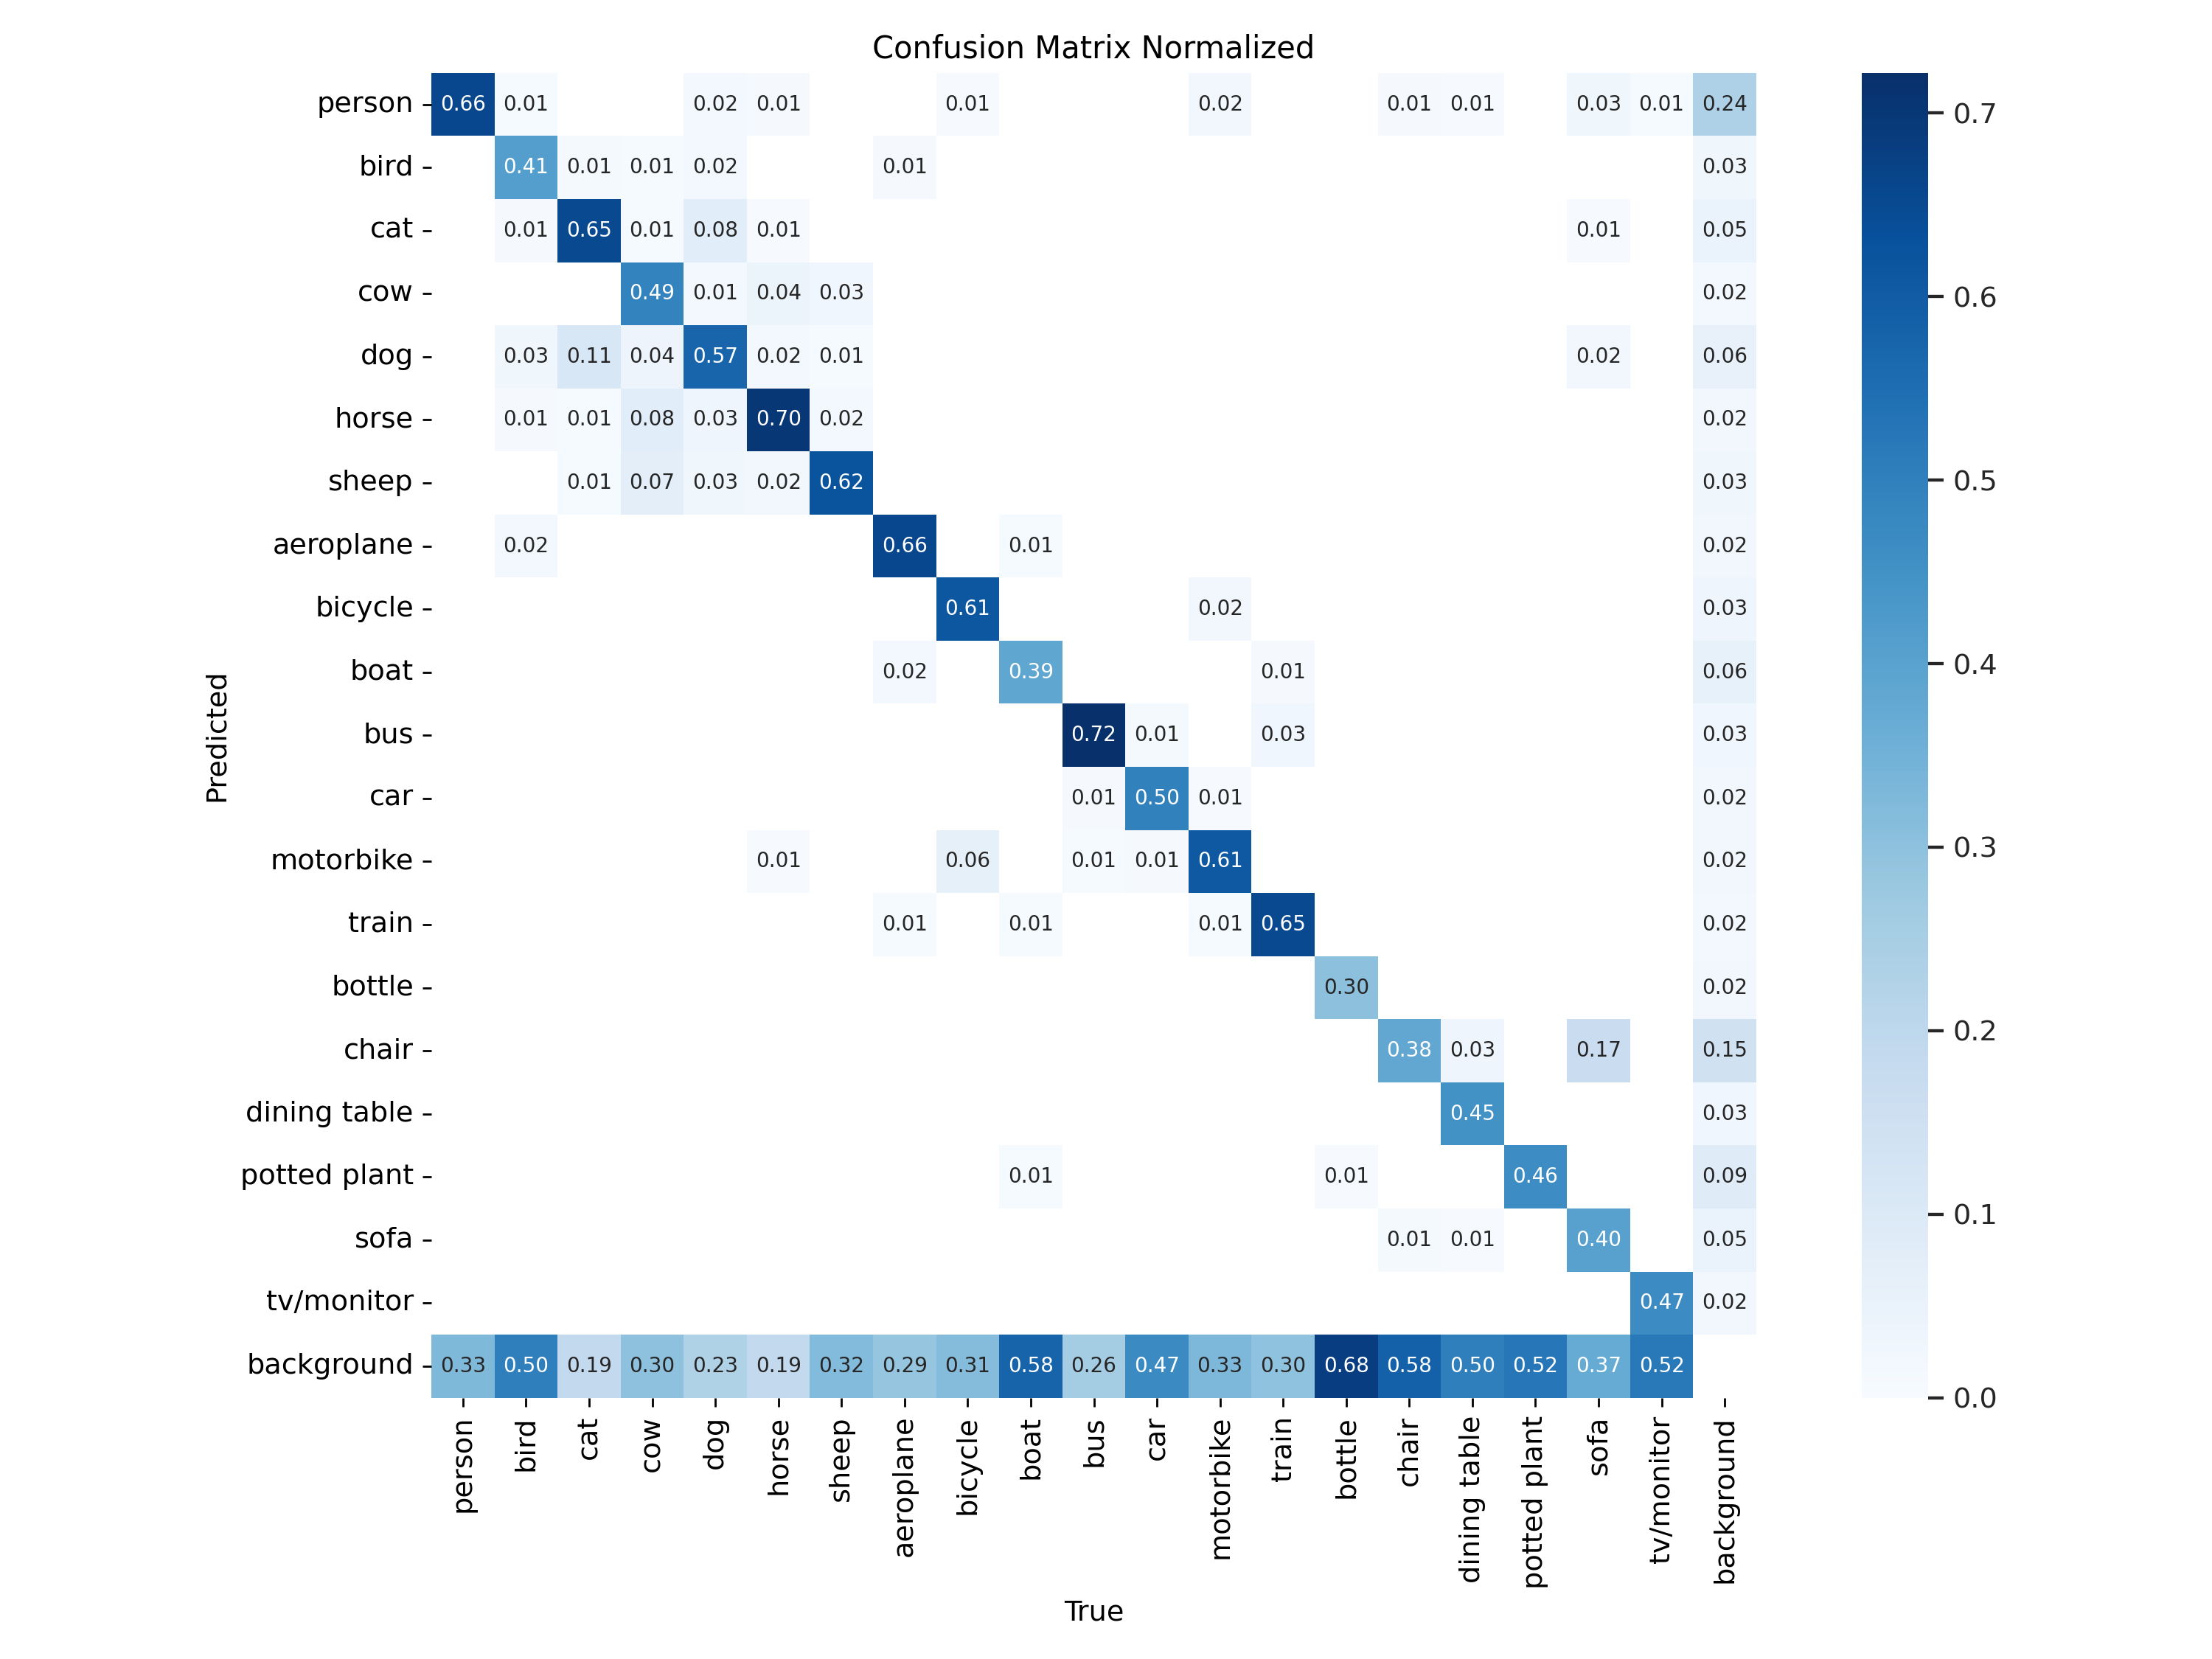 Confusion Matrix Normalized
person 0.66 0.01 0.02 0.01 0.01 0.02 0.01 0.01 0.03 0.01 0.24
bird 0.41 0.01 0.01 0.02 0.01 0.03
cat 0.01 0.65 0.01 0.08 0.01 0.01 0.05
cow 0.49 0.01 0.04 0.03 0.02
dog 0.03 0.11 0.04 0.57 0.02 0.01 0.02 0.06
horse 0.01 0.01 0.08 0.03 0.70 0.02 0.02
sheep 0.01 0.07 0.03 0.02 0.62 0.03
aeroplane 0.02 0.66 0.01 0.02
bicycle 0.61 0.02 0.03
boat 0.02 0.39 0.01 0.06
bus 0.72 0.01 0.03 0.03
car 0.01 0.50 0.01 0.02
motorbike 0.01 0.06 0.01 0.01 0.61 0.02
train 0.01 0.01 0.01 0.65 0.02
bottle 0.30 0.02
chair 0.38 0.03 0.17 0.15
dining table 0.45 0.03
potted plant 0.01 0.01 0.46 0.09
sofa 0.01 0.01 0.40 0.05
tv/monitor 0.47 0.02
background 0.33 0.50 0.19 0.30 0.23 0.19 0.32 0.29 0.31 0.58 0.26 0.47 0.33 0.30 0.68 0.58 0.50 0.52 0.37 0.52
person bird cat cow dog horse sheep aeroplane bicycle boat bus car motorbike train bottle chair dining table potted plant sofa tv/monitor background
True
Predicted
0.7
0.6
0.5
0.4
0.3
0.2
0.1
0.0